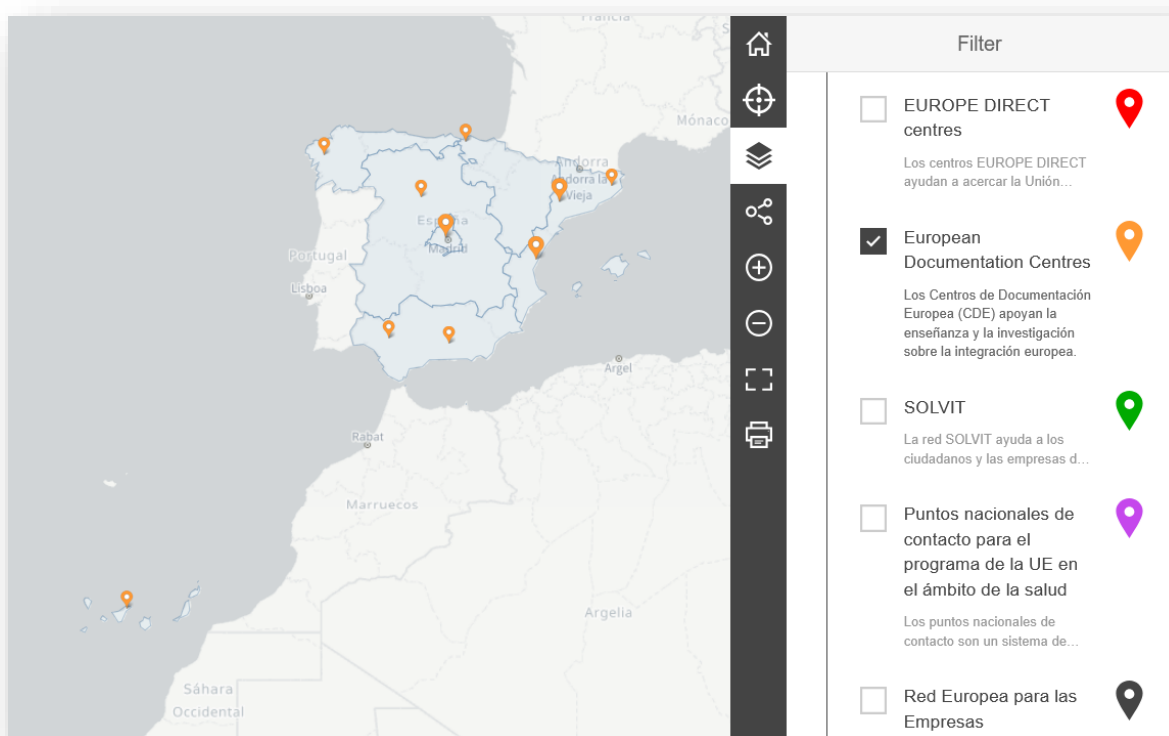 Francia
Mónaco
Andorra
Andorra la
Vieja
España
Madrid
Portugal
Lisboa
Argel
Rabat
Marruecos
Argelia
Sáhara
Occidental
Filter
EUROPE DIRECT
centres
Los centros EUROPE DIRECT
ayudan a acercar la Unión...
European
Documentation Centres
Los Centros de Documentación
Europea (CDE) apoyan la
enseñanza y la investigación
sobre la integración europea.
SOLVIT
La red SOLVIT ayuda a los
ciudadanos y las empresas d...
Puntos nacionales de
contacto para el
programa de la UE en
el ámbito de la salud
Los puntos nacionales de
contacto son un sistema de...
Red Europea para las
Empresas